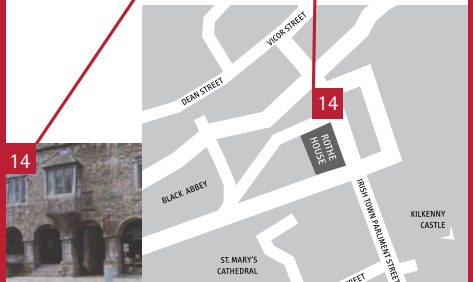 VICOR STREET
DEAN STREET
14
ROTHE
HOUSE
14
BLACK ABBEY
IRISH TOWN PARLIMENT STREET
KILKENNY
CASTLE
ST. MARY'S
CATHEDRAL